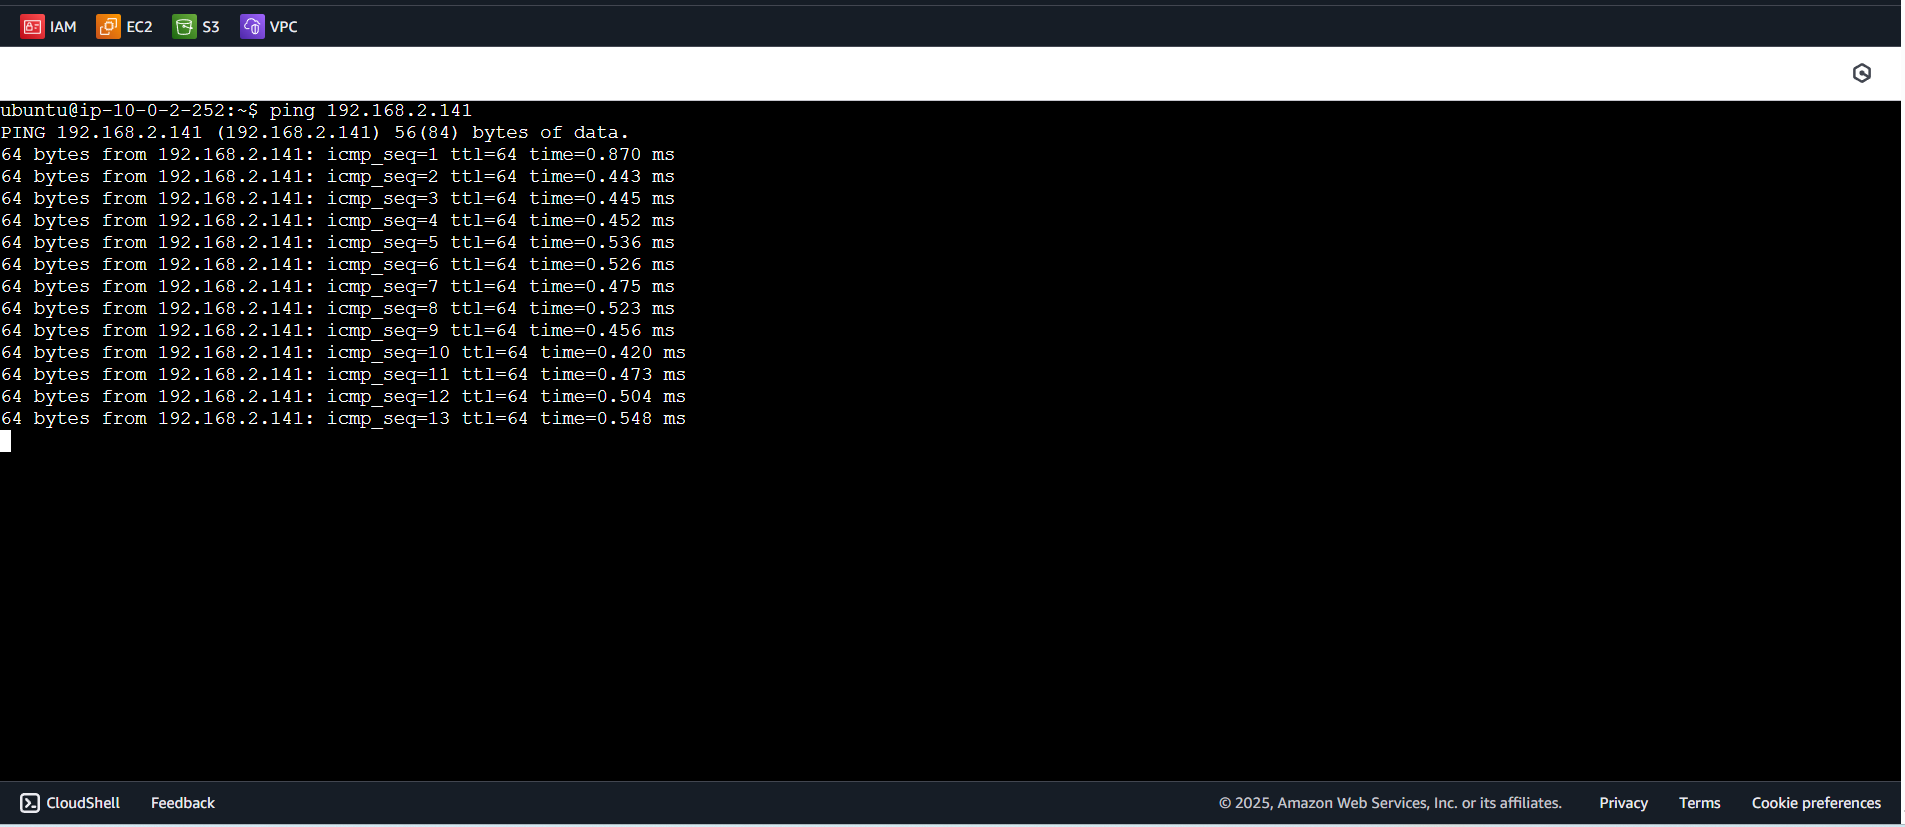 IAM EC2 S3 VPC
ubuntu@ip-10-0-2-252:~$ ping 192.168.2.141
PING 192.168.2.141 (192.168.2.141) 56(84) bytes of data.
64 bytes from 192.168.2.141: icmp_seq=1 ttl=64 time=0.870 ms
64 bytes from 192.168.2.141: icmp_seq=2 ttl=64 time=0.443 ms
64 bytes from 192.168.2.141: icmp_seq=3 ttl=64 time=0.445 ms
64 bytes from 192.168.2.141: icmp_seq=4 ttl=64 time=0.452 ms
64 bytes from 192.168.2.141: icmp_seq=5 ttl=64 time=0.536 ms
64 bytes from 192.168.2.141: icmp_seq=6 ttl=64 time=0.526 ms
64 bytes from 192.168.2.141: icmp_seq=7 ttl=64 time=0.475 ms
64 bytes from 192.168.2.141: icmp_seq=8 ttl=64 time=0.523 ms
64 bytes from 192.168.2.141: icmp_seq=9 ttl=64 time=0.456 ms
64 bytes from 192.168.2.141: icmp_seq=10 ttl=64 time=0.420 ms
64 bytes from 192.168.2.141: icmp_seq=11 ttl=64 time=0.473 ms
64 bytes from 192.168.2.141: icmp_seq=12 ttl=64 time=0.504 ms
64 bytes from 192.168.2.141: icmp_seq=13 ttl=64 time=0.548 ms
CloudShell Feedback © 2025, Amazon Web Services, Inc. or its affiliates. Privacy Terms Cookie preferences